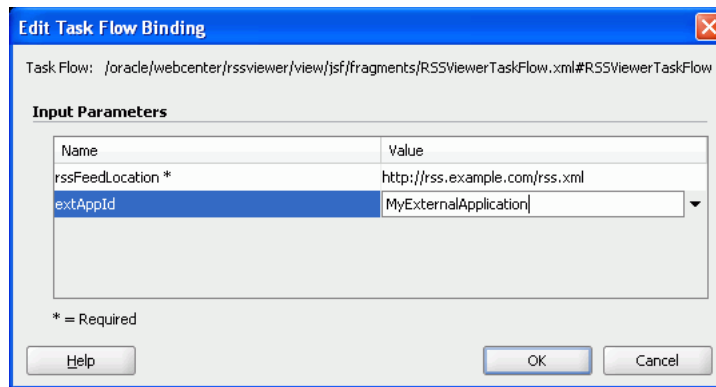 Edit Task Flow Binding
Task Flow: /oracle/webcenter/rssviewer/view/jsf/fragments/RSSViewerTaskFlow.xml#RSSViewerTaskFlow
Input Parameters
Name Value
rssFeedLocation * http://rss.example.com/rss.xml
extAppId MyExternalApplication
* = Required
Help OK Cancel